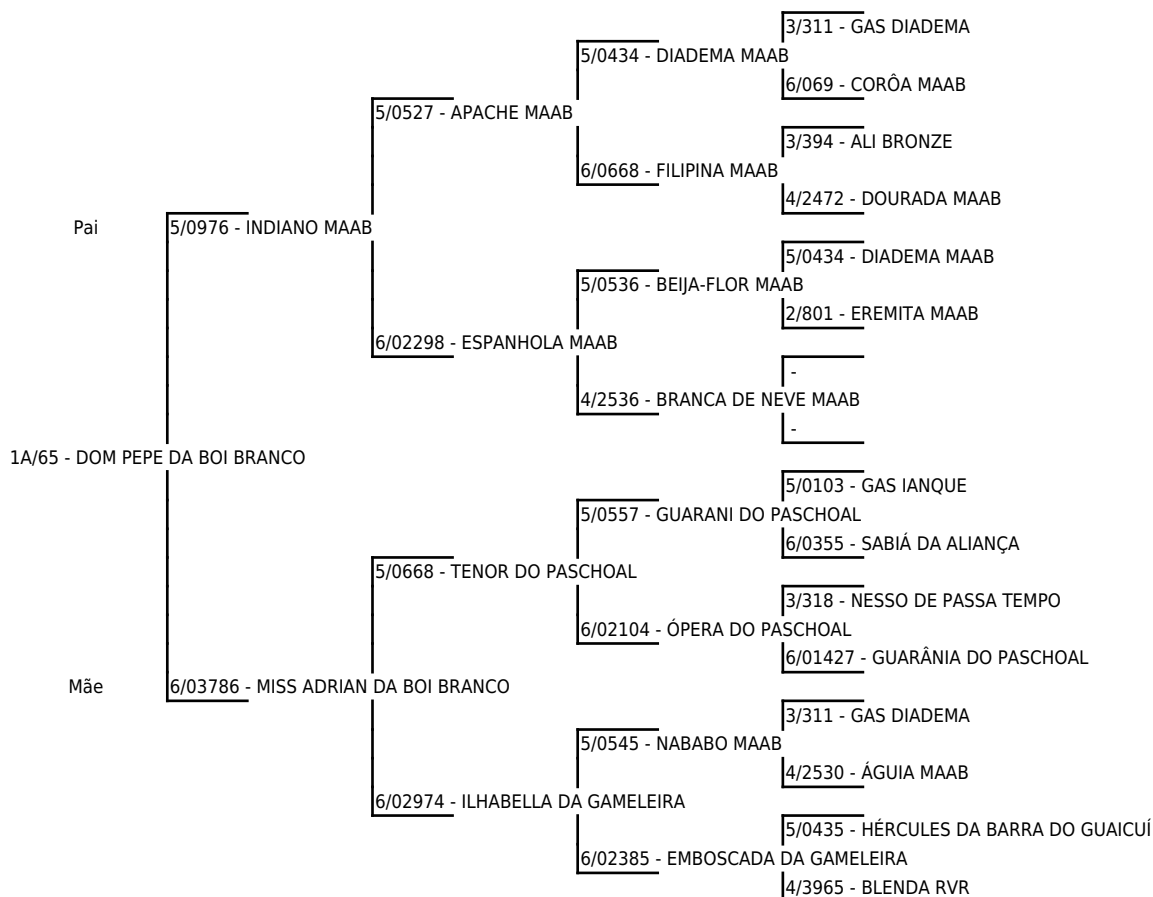 3/311 - GAS DIADEMA
5/0434 - DIADEMA MAAB
6/069 - CORÔA MAAB
5/0527 - APACHE MAAB
3/394 - ALI BRONZE
6/0668 - FILIPINA MAAB
4/2472 - DOURADA MAAB
Pai
5/0976 - INDIANO MAAB
5/0434 - DIADEMA MAAB
5/0536 - BEIJA-FLOR MAAB
2/801 - EREMITA MAAB
6/02298 - ESPANHOLA MAAB
-
4/2536 - BRANCA DE NEVE MAAB
-
1A/65 - DOM PEPE DA BOI BRANCO
5/0103 - GAS IANQUE
5/0557 - GUARANI DO PASCHOAL
6/0355 - SABIÁ DA ALIANÇA
5/0668 - TENOR DO PASCHOAL
3/318 - NESSO DE PASSA TEMPO
6/02104 - ÓPERA DO PASCHOAL
6/01427 - GUARÂNIA DO PASCHOAL
Mãe
6/03786 - MISS ADRIAN DA BOI BRANCO
3/311 - GAS DIADEMA
5/0545 - NABABO MAAB
4/2530 - ÁGUIA MAAB
6/02974 - ILHABELLA DA GAMELEIRA
5/0435 - HÉRCULES DA BARRA DO GUAICUÍ
6/02385 - EMBOSCADA DA GAMELEIRA
4/3965 - BLENDA RVR